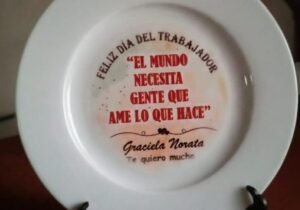 FELIZ DÍA DEL TRABAJADOR
"EL MUNDO
NECESITA
GENTE QUE
AME LO QUE HACE"
Graciela Norata
Te quiero mucho